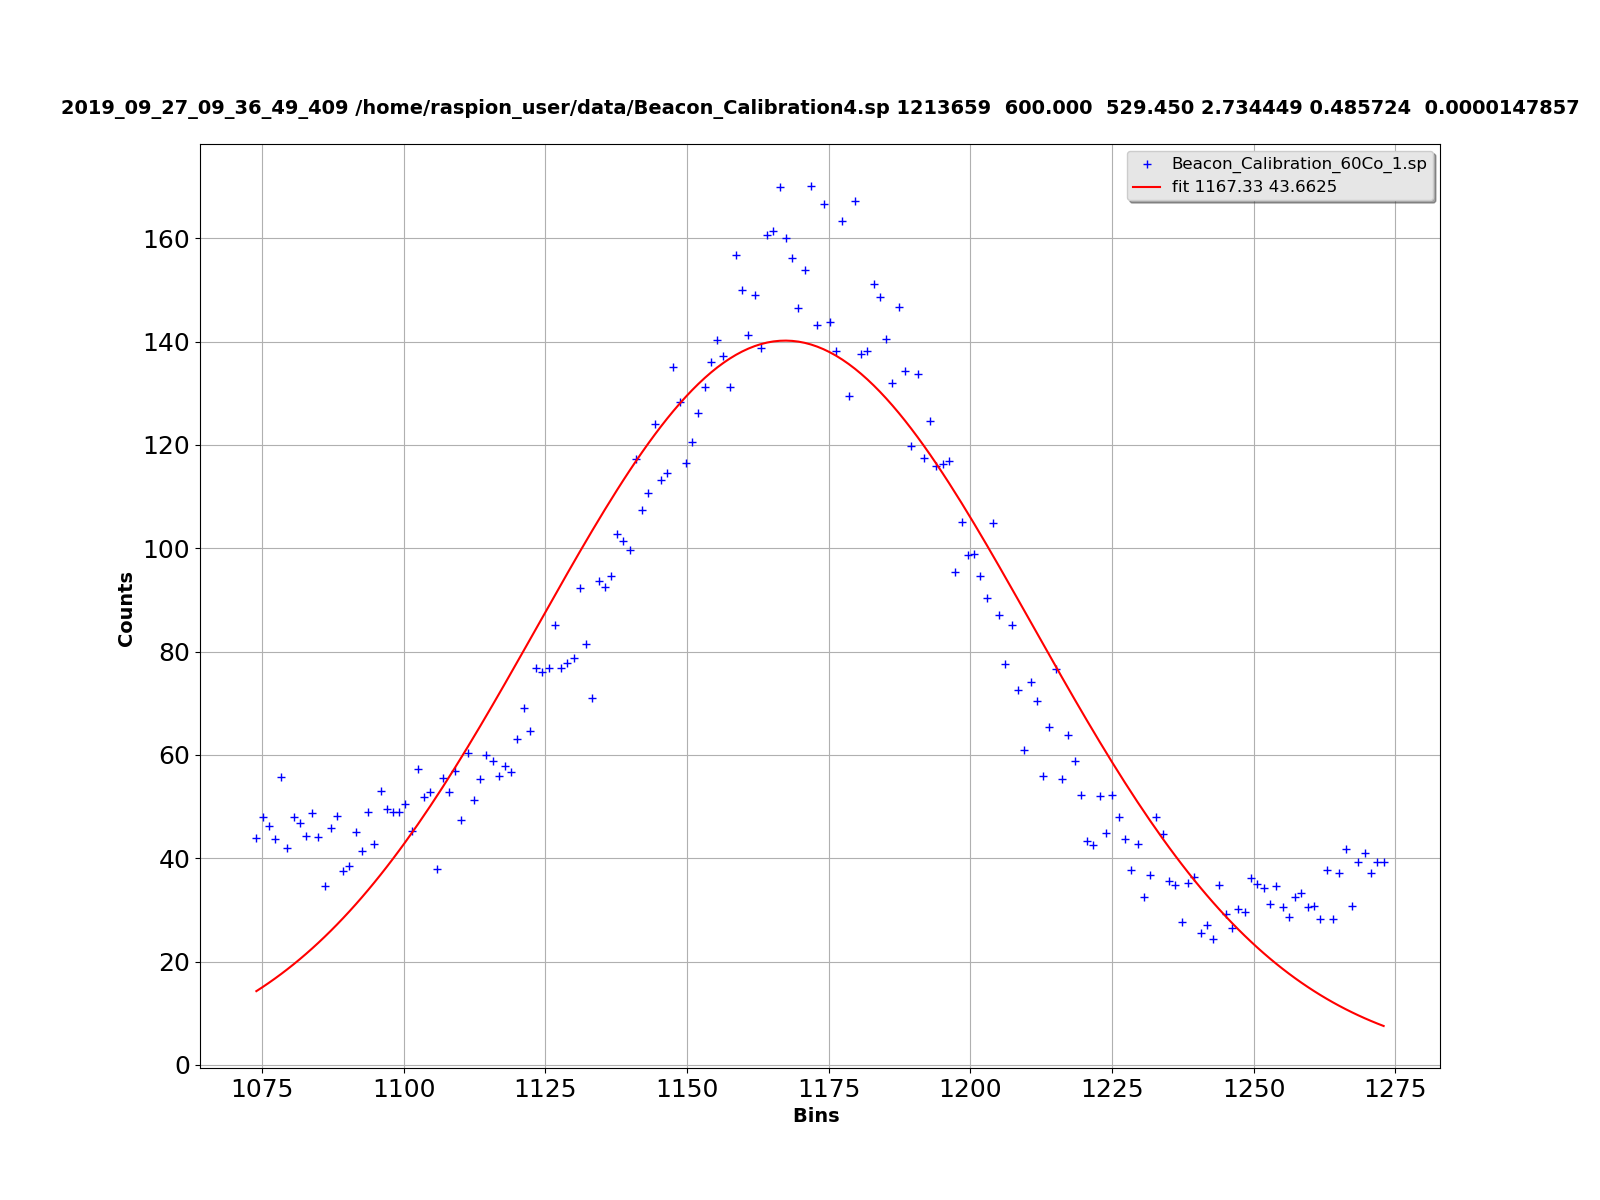 2019_09_27_09_36_49_409 /home/raspion_user/data/Beacon_Calibration4.sp 1213659  600.000  529.450 2.734449 0.485724  0.0000147857
Beacon_Calibration_60Co_1.sp
fit 1167.33 43.6625
160
140
120
100
80
60
40
20
0
Counts
1075 1100 1125 1150 1175 1200 1225 1250 1275
Bins